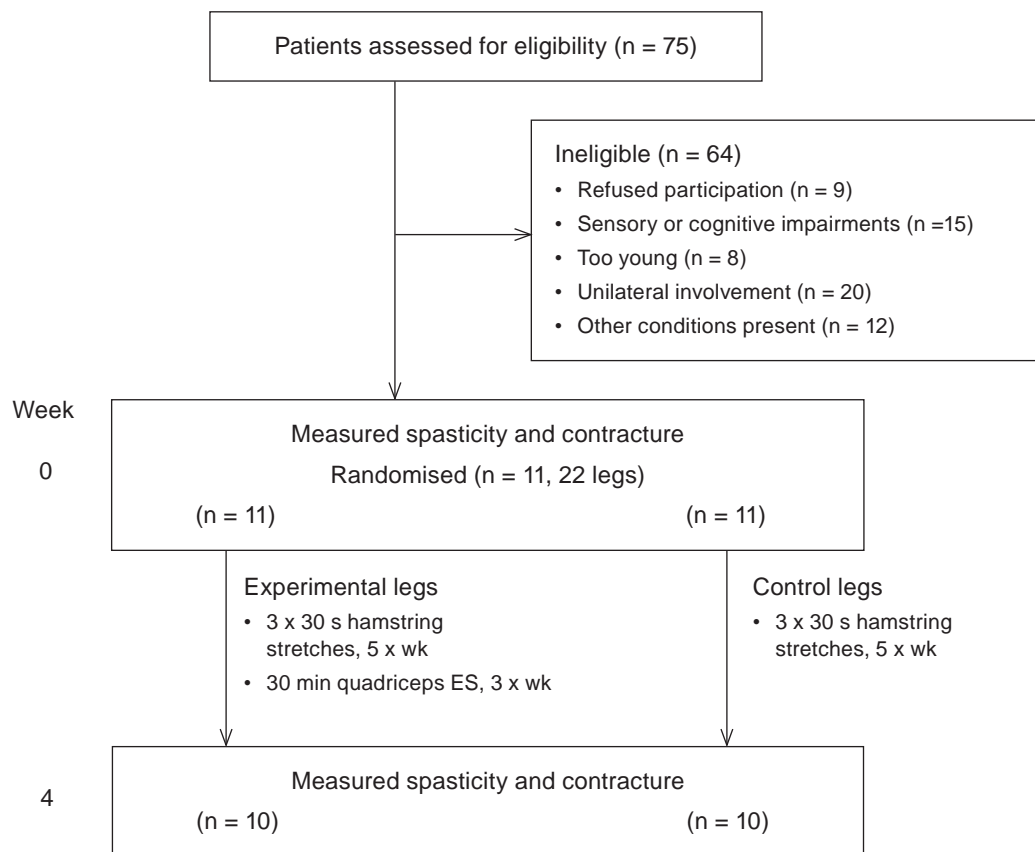 Patients assessed for eligibility (n = 75)
Ineligible (n = 64)
• Refused participation (n = 9)
• Sensory or cognitive impairments (n =15)
• Too young (n = 8)
• Unilateral involvement (n = 20)
• Other conditions present (n = 12)
Week
0
Measured spasticity and contracture
Randomised (n = 11, 22 legs)
(n = 11)
(n = 11)
Experimental legs
• 3 x 30 s hamstring
stretches, 5 x wk
• 30 min quadriceps ES, 3 x wk
Control legs
• 3 x 30 s hamstring
stretches, 5 x wk
4
Measured spasticity and contracture
(n = 10)
(n = 10)